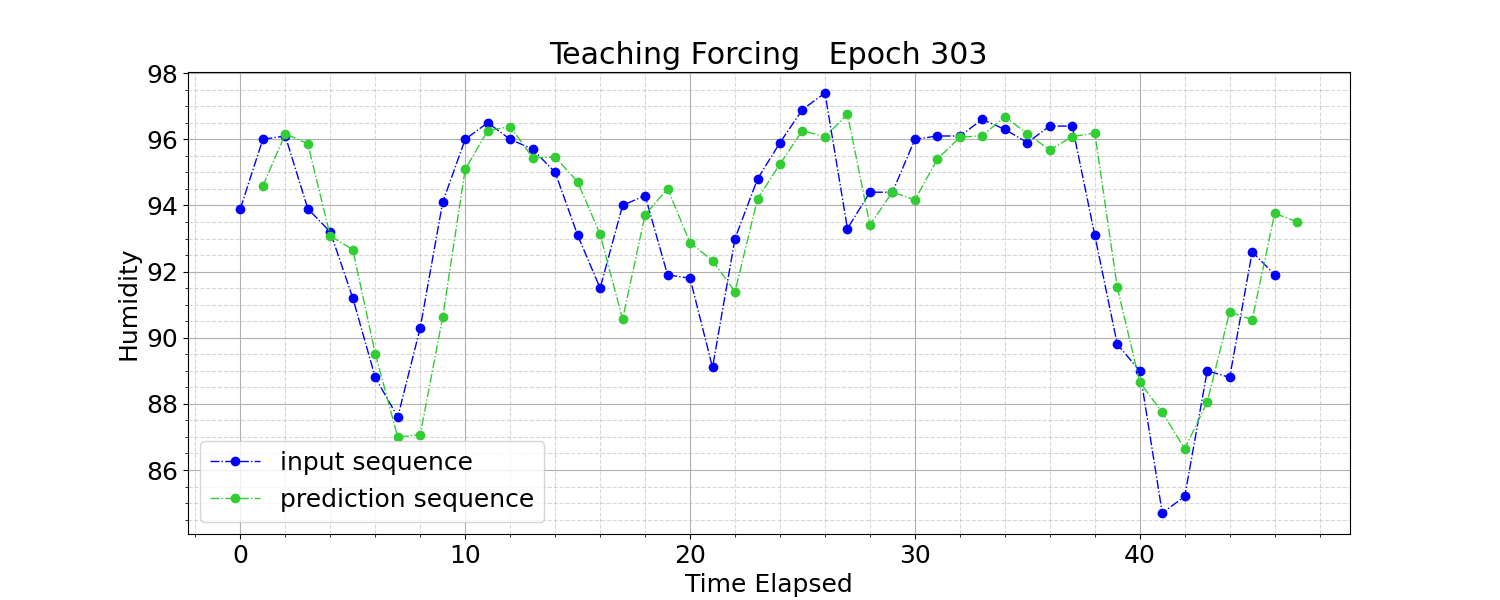 Teaching Forcing   Epoch 303
98
96
94
92
90
88
86
Humidity
input sequence
prediction sequence
0 10 20 30 40
Time Elapsed